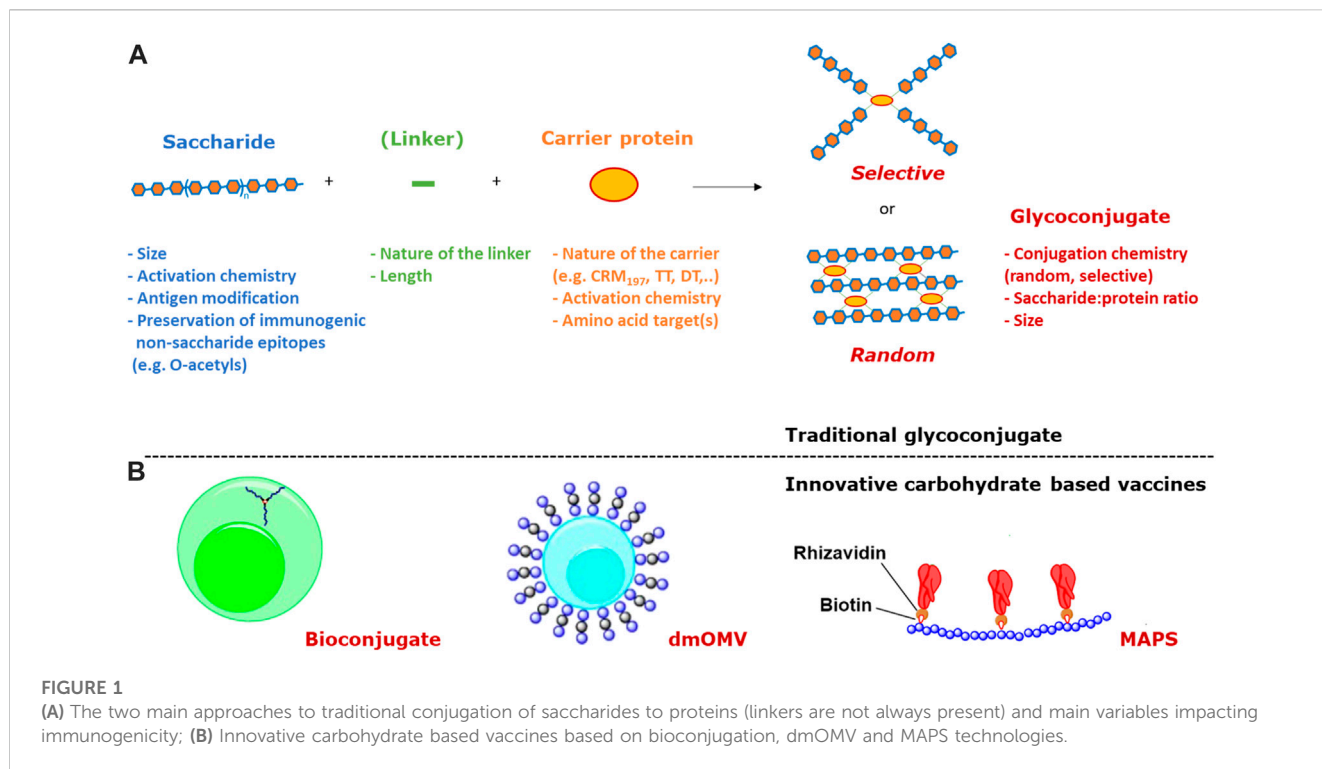 A
Saccharide
+
(Linker)
+
Carrier protein
n
- Size
- Activation chemistry
- Antigen modification
- Preservation of immunogenic
non-saccharide epitopes
(e.g. O-acetyls)
- Nature of the linker
- Length
- Nature of the carrier
(e.g. CRM197, TT, DT,..)
- Activation chemistry
- Amino acid target(s)
Selective
or
Random
Glycoconjugate
- Conjugation chemistry
(random, selective)
- Saccharide:protein ratio
- Size
Traditional glycoconjugate
B
Innovative carbohydrate based vaccines
Bioconjugate
dmOMV
Rhizavidin
Biotin
MAPS
FIGURE 1
(A) The two main approaches to traditional conjugation of saccharides to proteins (linkers are not always present) and main variables impacting
immunogenicity; (B) Innovative carbohydrate based vaccines based on bioconjugation, dmOMV and MAPS technologies.